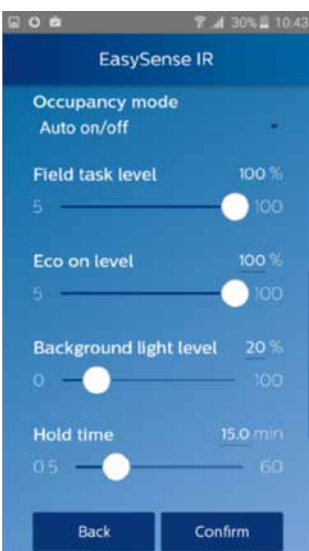 30% 10:43
EasySense IR
Occupancy mode
Auto on/off
Field task level 100 %
5 100
Eco on level 100 %
5 100
Background light level 20 %
0 100
Hold time 15.0 min
0.5 60
Back Confirm